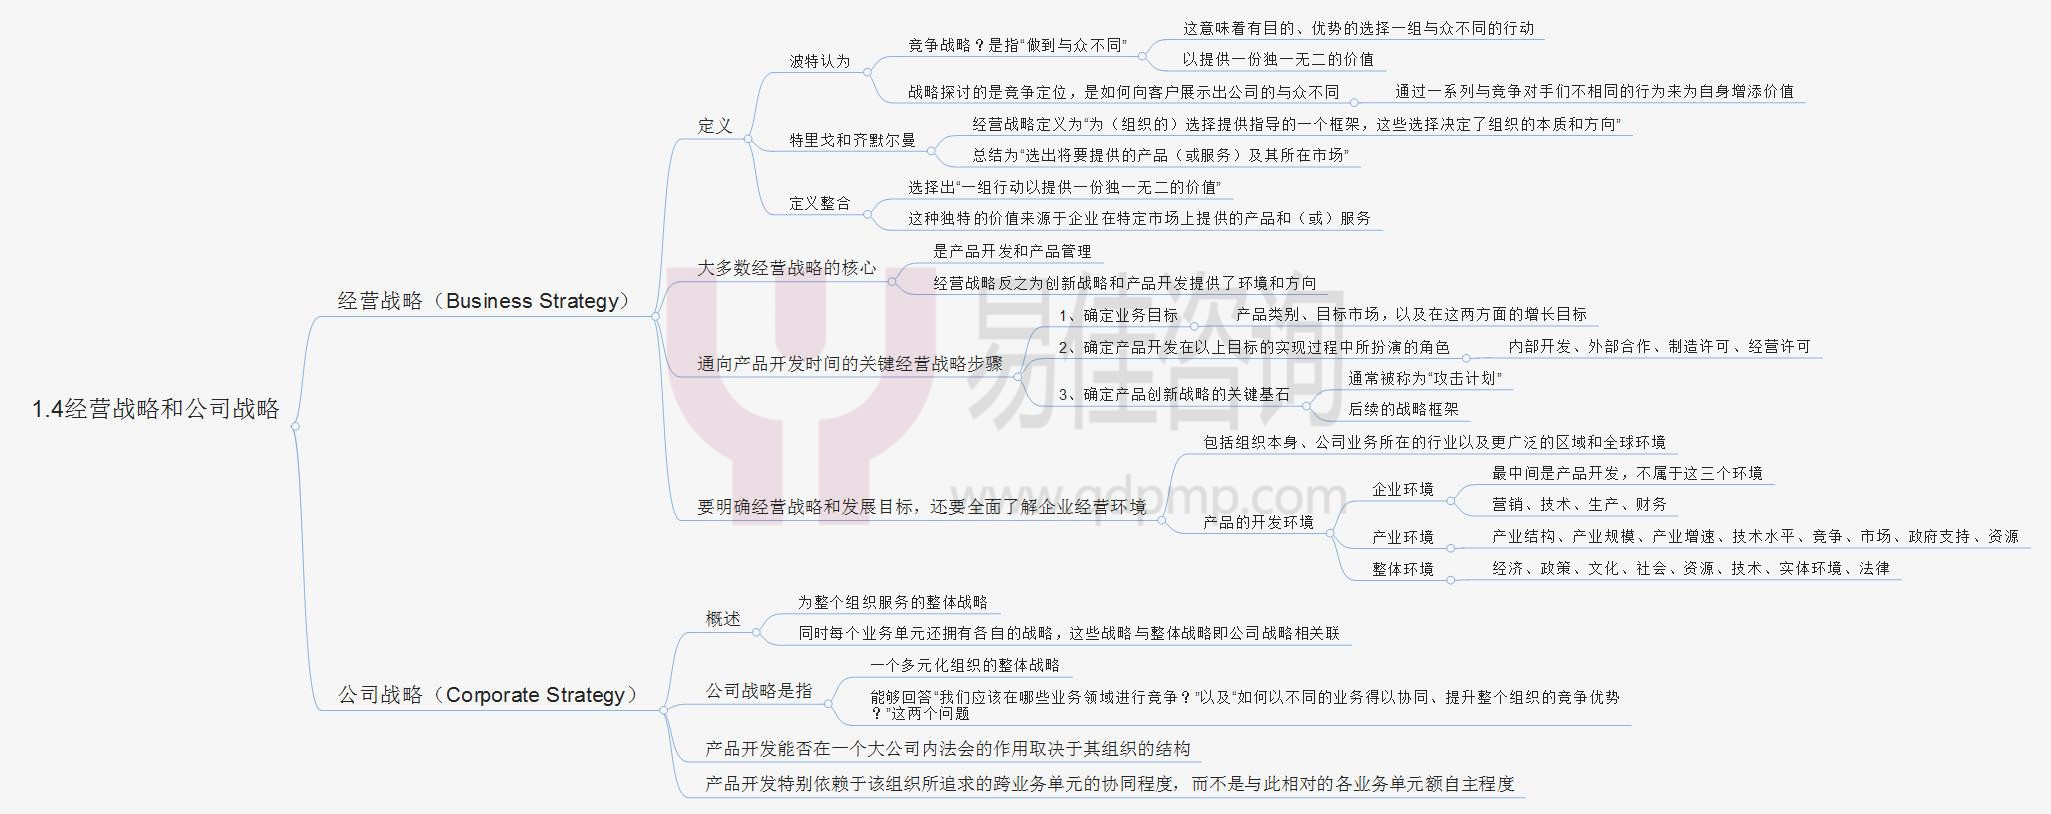 1.4经营战略和公司战略
经营战略（Business Strategy）
定义
波特认为
竞争战略？是指“做到与众不同”
这意味着有目的、优势的选择一组与众不同的行动
以提供一份独一无二的价值
战略探讨的是竞争定位，是如何向客户展示出公司的与众不同
通过一系列与竞争对手们不相同的行为来为自身增添价值
特里戈和齐默尔曼
经营战略定义为“为（组织的）选择提供指导的一个框架，这些选择决定了组织的本质和方向”
总结为“选出将要提供的产品（或服务）及其所在市场”
定义整合
选择出“一组行动以提供一份独一无二的价值”
这种独特的价值来源于企业在特定市场上提供的产品和（或）服务
大多数经营战略的核心
是产品开发和产品管理
经营战略反之为创新战略和产品开发提供了环境和方向
通向产品开发时间的关键经营战略步骤
1、确定业务目标
产品类别、目标市场，以及在这两方面的增长目标
2、确定产品开发在以上目标的实现过程中所扮演的角色
内部开发、外部合作、制造许可、经营许可
3、确定产品创新战略的关键基石
通常被称为“攻击计划”
后续的战略框架
要明确经营战略和发展目标，还要全面了解企业经营环境
包括组织本身、公司业务所在的行业以及更广泛的区域和全球环境
产品的开发环境
企业环境
最中间是产品开发，不属于这三个环境
营销、技术、生产、财务
产业环境
产业结构、产业规模、产业增速、技术水平、竞争、市场、政府支持、资源
整体环境
经济、政策、文化、社会、资源、技术、实体环境、法律
公司战略（Corporate Strategy）
概述
为整个组织服务的整体战略
同时每个业务单元还拥有各自的战略，这些战略与整体战略即公司战略相关联
公司战略是指
一个多元化组织的整体战略
能够回答“我们应该在哪些业务领域进行竞争？”以及“如何以不同的业务得以协同、提升整个组织的竞争优势
？”这两个问题
产品开发能否在一个大公司内法会的作用取决于其组织的结构
产品开发特别依赖于该组织所追求的跨业务单元的协同程度，而不是与此相对的各业务单元额自主程度
易佳咨询
www.qdpmp.com